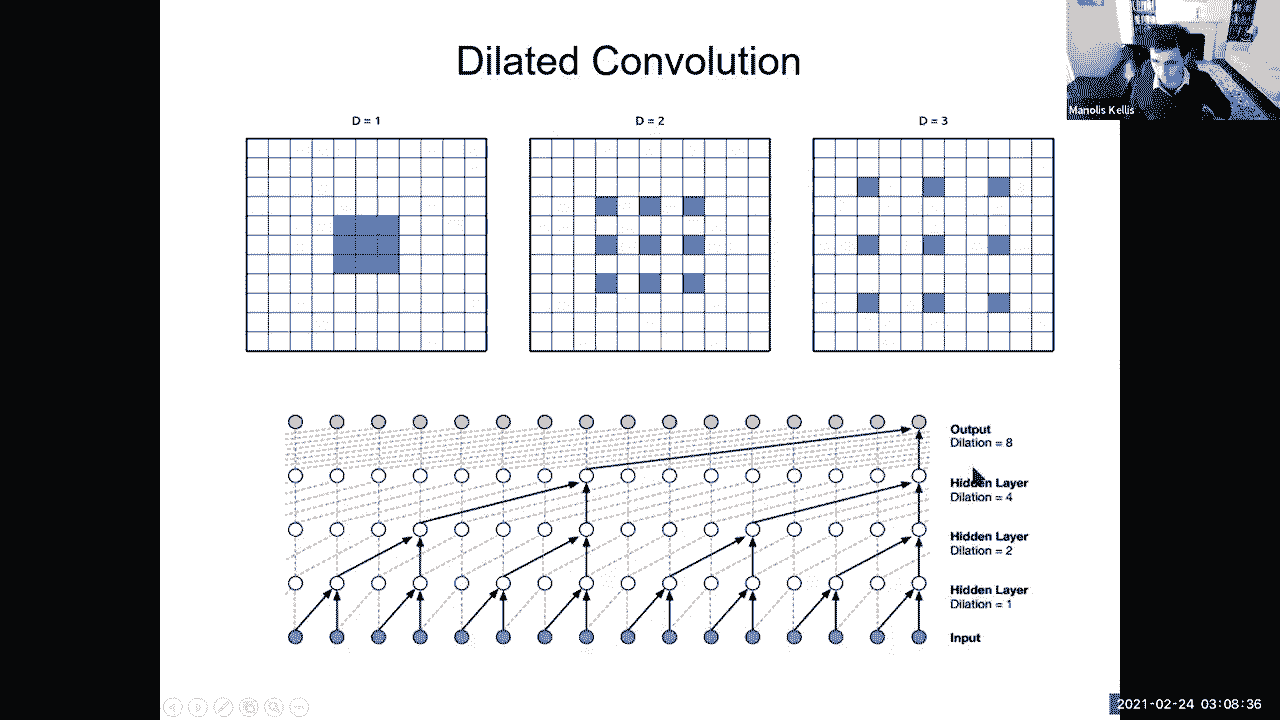 Dilated Convolution
Manolis Kellis
D = 1
D = 2
D = 3
Output
Dilation = 8
Hidden Layer
Dilation = 4
Hidden Layer
Dilation = 2
Hidden Layer
Dilation = 1
Input
2021-02-24 03:08:36